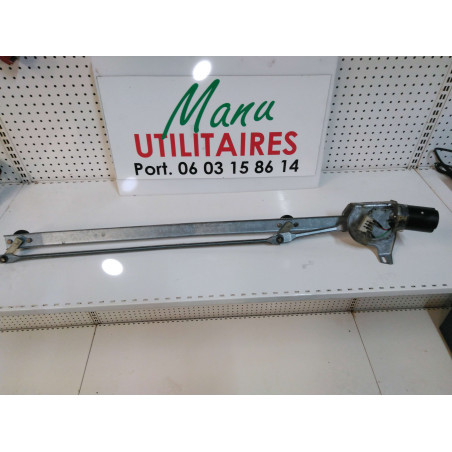 Manu
UTILITAIRES
Port. 06 03 15 86 14